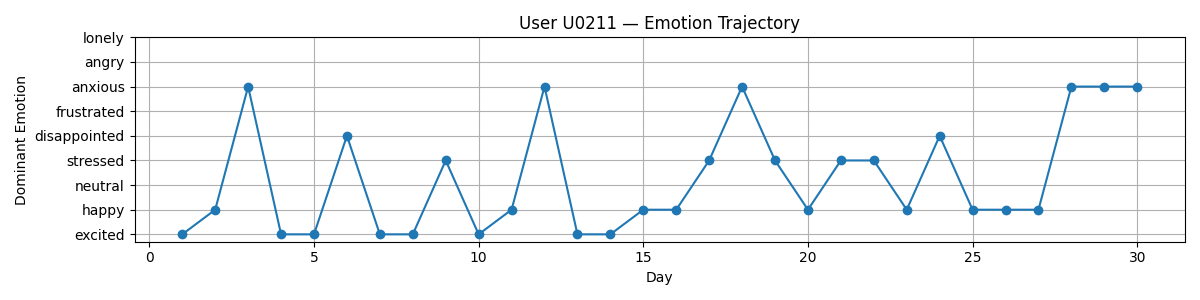 User U0211 — Emotion Trajectory
Dominant Emotion
lonely
angry
anxious
frustrated
disappointed
stressed
neutral
happy
excited
0 5 10 15 20 25 30
Day